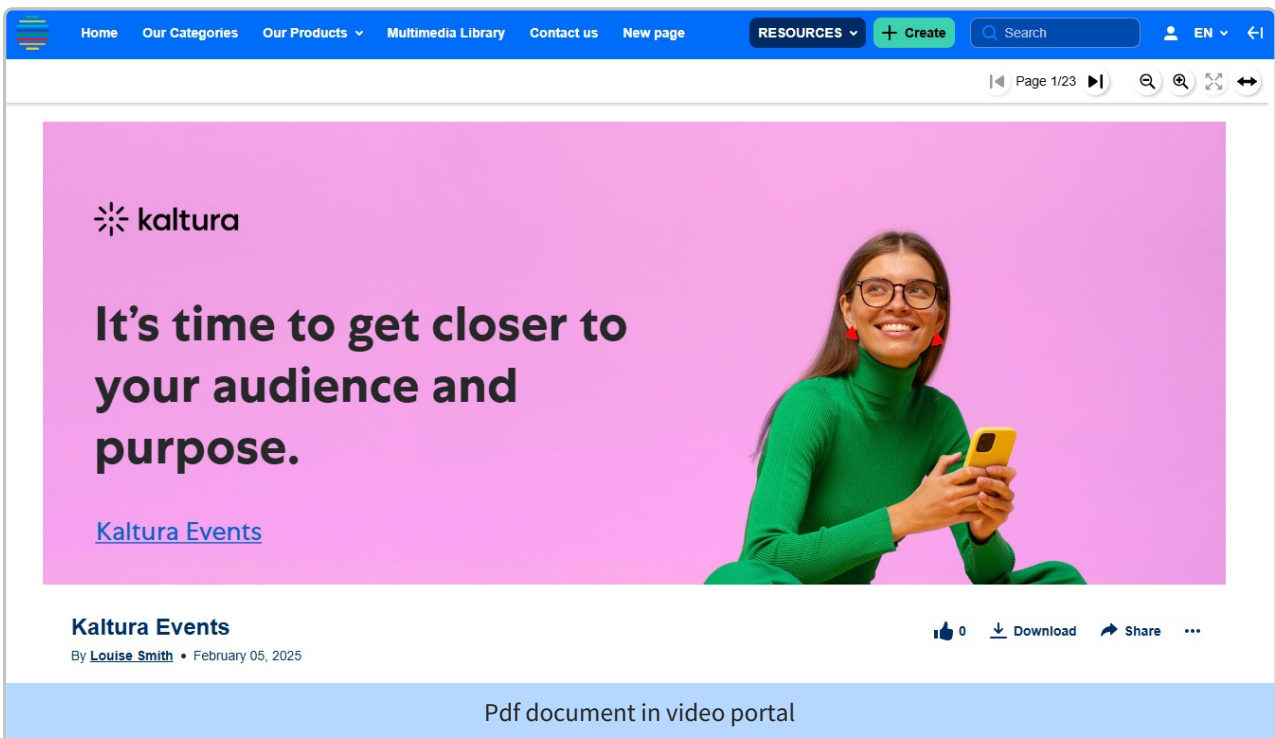 Home Our Categories Our Products Multimedia Library Contact us New page RESOURCES + Create Search EN
Page 1/23
kaltura
It's time to get closer to
your audience and
purpose.
Kaltura Events
Kaltura Events
0 Download Share ...
By Louise Smith • February 05, 2025
Pdf document in video portal